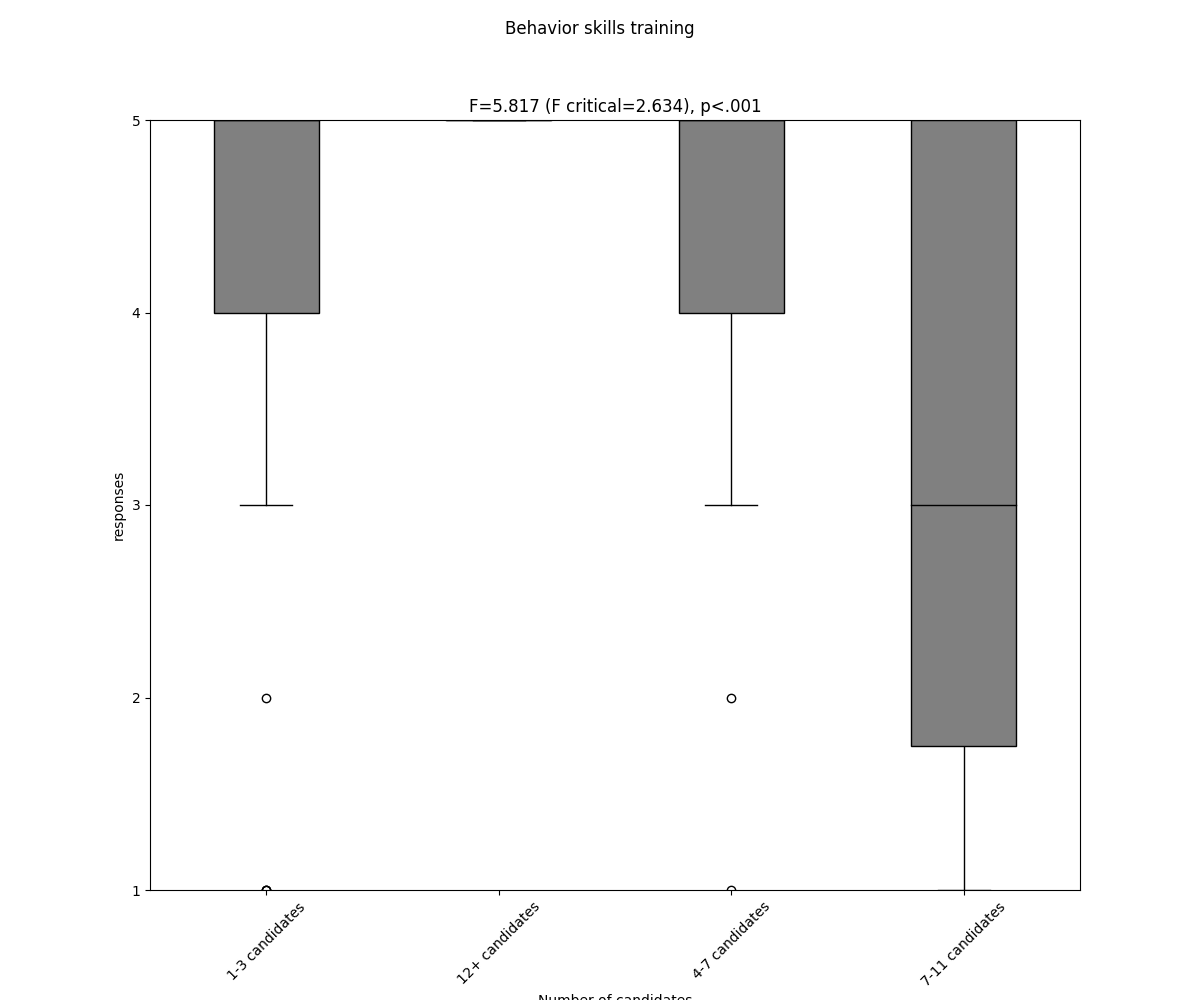 Behavior skills training
F=5.817 (F critical=2.634), p<.001
5
4
3
2
1
responses
1-3 candidates
12+ candidates
4-7 candidates
7-11 candidates
Number of candidates